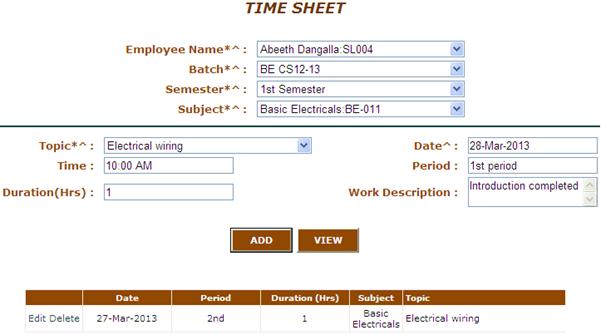 TIME SHEET
Employee Name*^ : Abeeth Dangalla:SL004
Batch*^ : BE CS12-13
Semester*^ : 1st Semester
Subject*^ : Basic Electricals:BE-011
Topic*^ : Electrical wiring Date^ : 28-Mar-2013
Time : 10:00 AM Period : 1st period
Duration(Hrs) : 1 Work Description : Introduction completed
ADD VIEW
Date Period Duration (Hrs) Subject Topic
Edit Delete 27-Mar-2013 2nd 1 Basic Electricals Electrical wiring